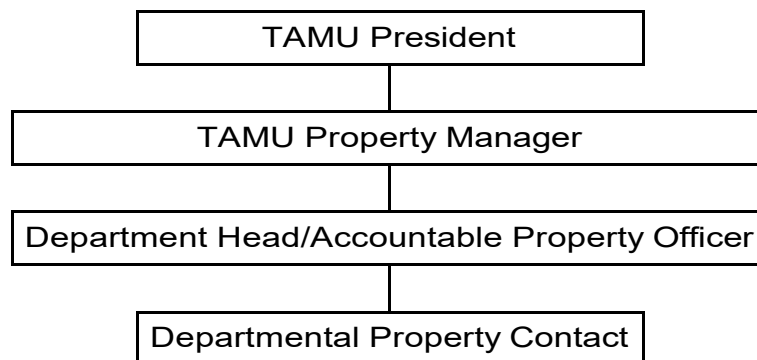 TAMU President
TAMU Property Manager
Department Head/Accountable Property Officer
Departmental Property Contact